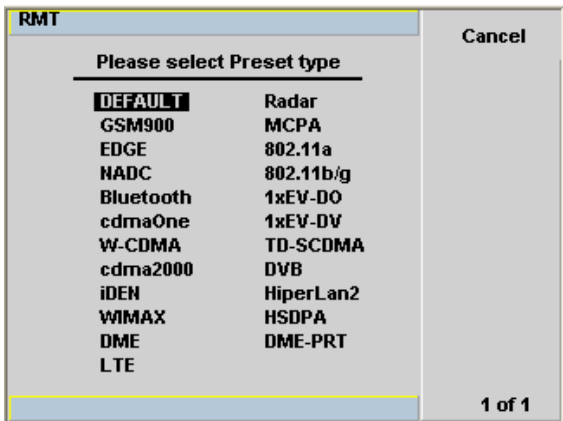 RMT
Cancel
Please select Preset type
DEFAULT Radar
GSM900 MCPA
EDGE 802.11a
NADC 802.11b/g
Bluetooth 1xEV-DO
cdmaOne 1xEV-DV
W-CDMA TD-SCDMA
cdma2000 DVB
iDEN HiperLan2
WIMAX HSDPA
DME DME-PRT
LTE
1 of 1